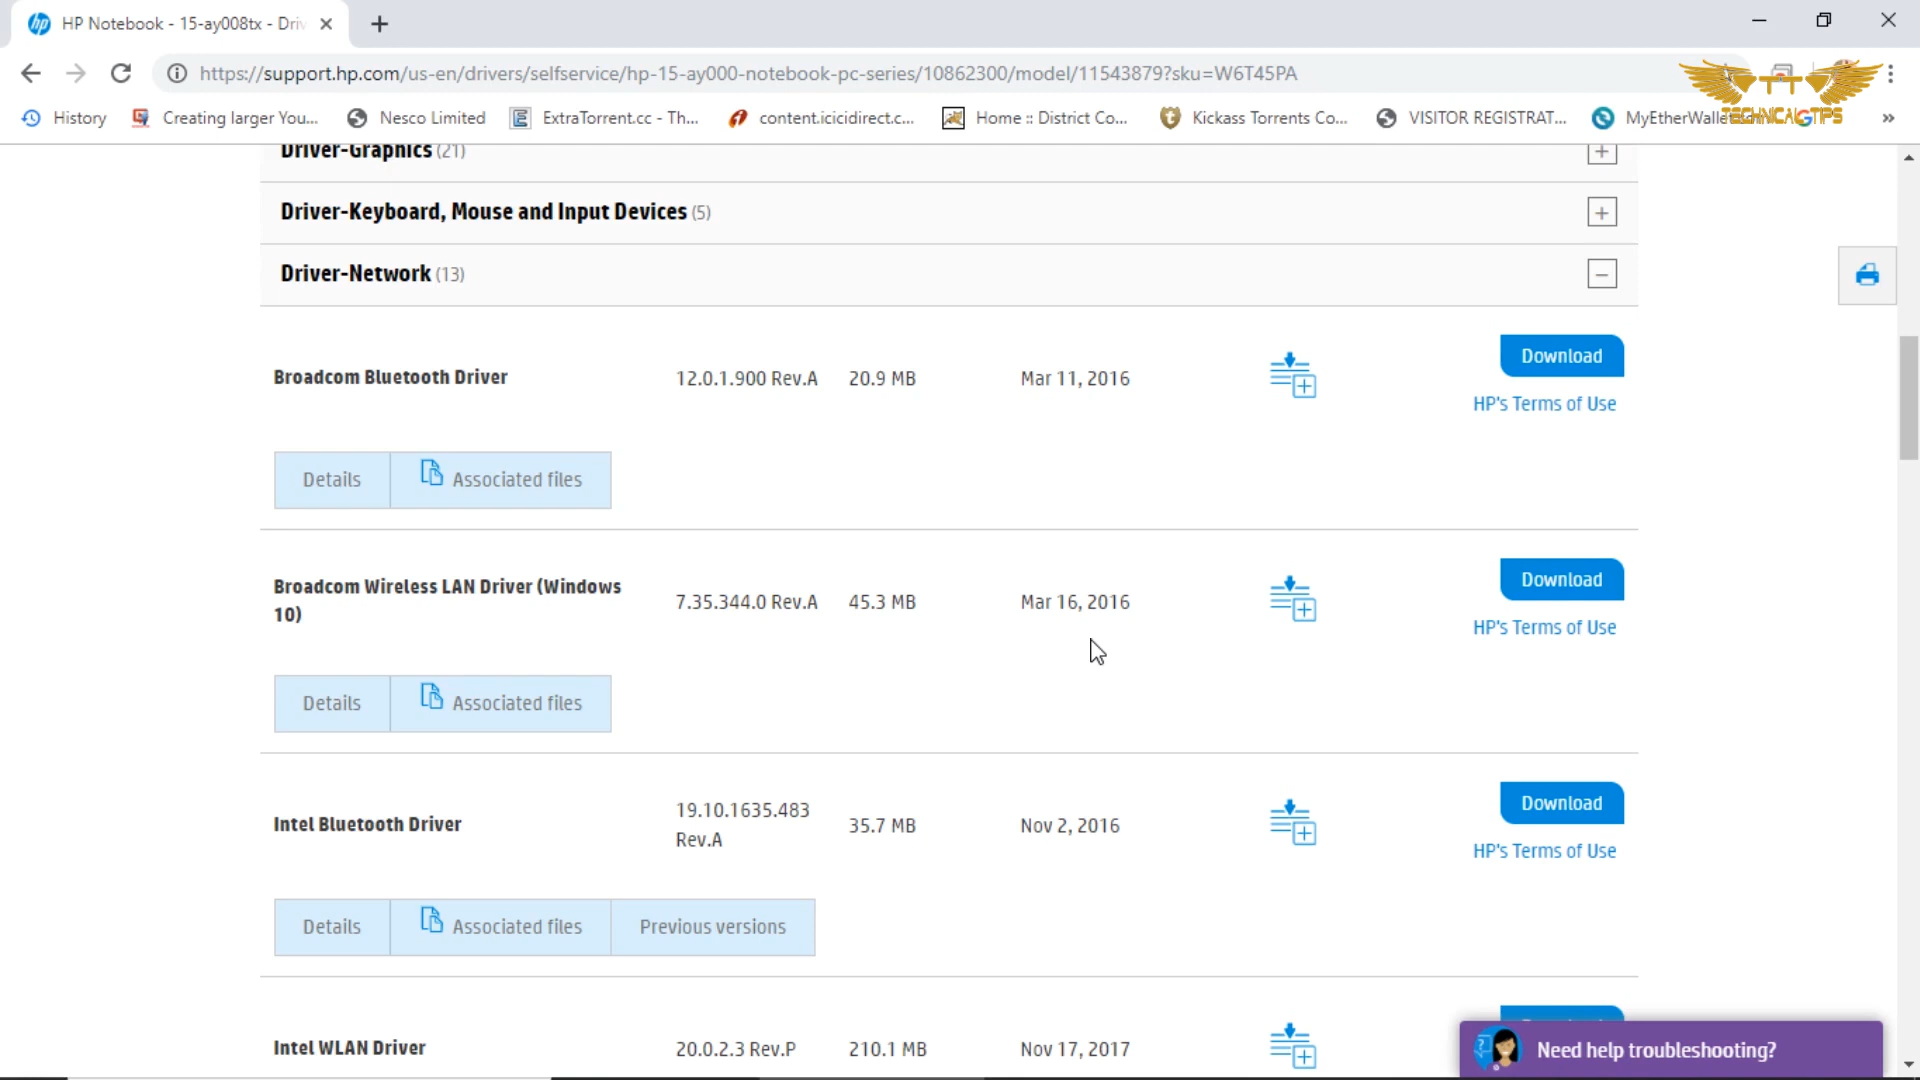 HP Notebook - 15-ay008tx - Driv
https://support.hp.com/us-en/drivers/selfservice/hp-15-ay000-notebook-pc-series/10862300/model/11543879?sku=W6T45PA
History Creating larger You... Nesco Limited ExtraTorrent.cc - Th... content.icicidirect.c... Home :: District Co... Kickass Torrents Co... VISITOR REGISTRAT... MyEtherWallet »
TECHNICAL TIPS
Driver-Graphics (21)
Driver-Keyboard, Mouse and Input Devices (5)
Driver-Network (13)
Broadcom Bluetooth Driver 12.0.1.900 Rev.A 20.9 MB Mar 11, 2016 Download
HP's Terms of Use
Details Associated files
Broadcom Wireless LAN Driver (Windows
10) 7.35.344.0 Rev.A 45.3 MB Mar 16, 2016 Download
HP's Terms of Use
Details Associated files
Intel Bluetooth Driver 19.10.1635.483
Rev.A 35.7 MB Nov 2, 2016 Download
HP's Terms of Use
Details Associated files Previous versions
Intel WLAN Driver 20.0.2.3 Rev.P 210.1 MB Nov 17, 2017
Need help troubleshooting?